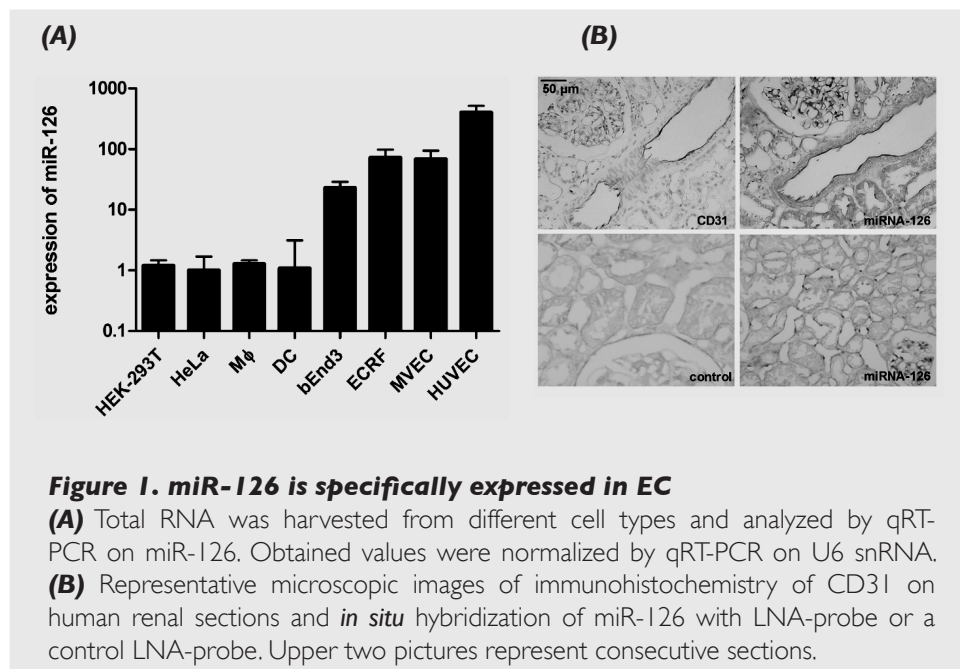 (A)
(B)
expression of miR-126
1000
100
10
1
0.1
HEK-293T
HeLa
Mϕ
DC
bEnd3
ECRF
MVEC
HUVEC
50 µm
CD31
miRNA-126
control
miRNA-126
Figure 1. miR-126 is specifically expressed in EC
(A) Total RNA was harvested from different cell types and analyzed by qRT-
PCR on miR-126. Obtained values were normalized by qRT-PCR on U6 snRNA.
(B) Representative microscopic images of immunohistochemistry of CD31 on
human renal sections and in situ hybridization of miR-126 with LNA-probe or a
control LNA-probe. Upper two pictures represent consecutive sections.